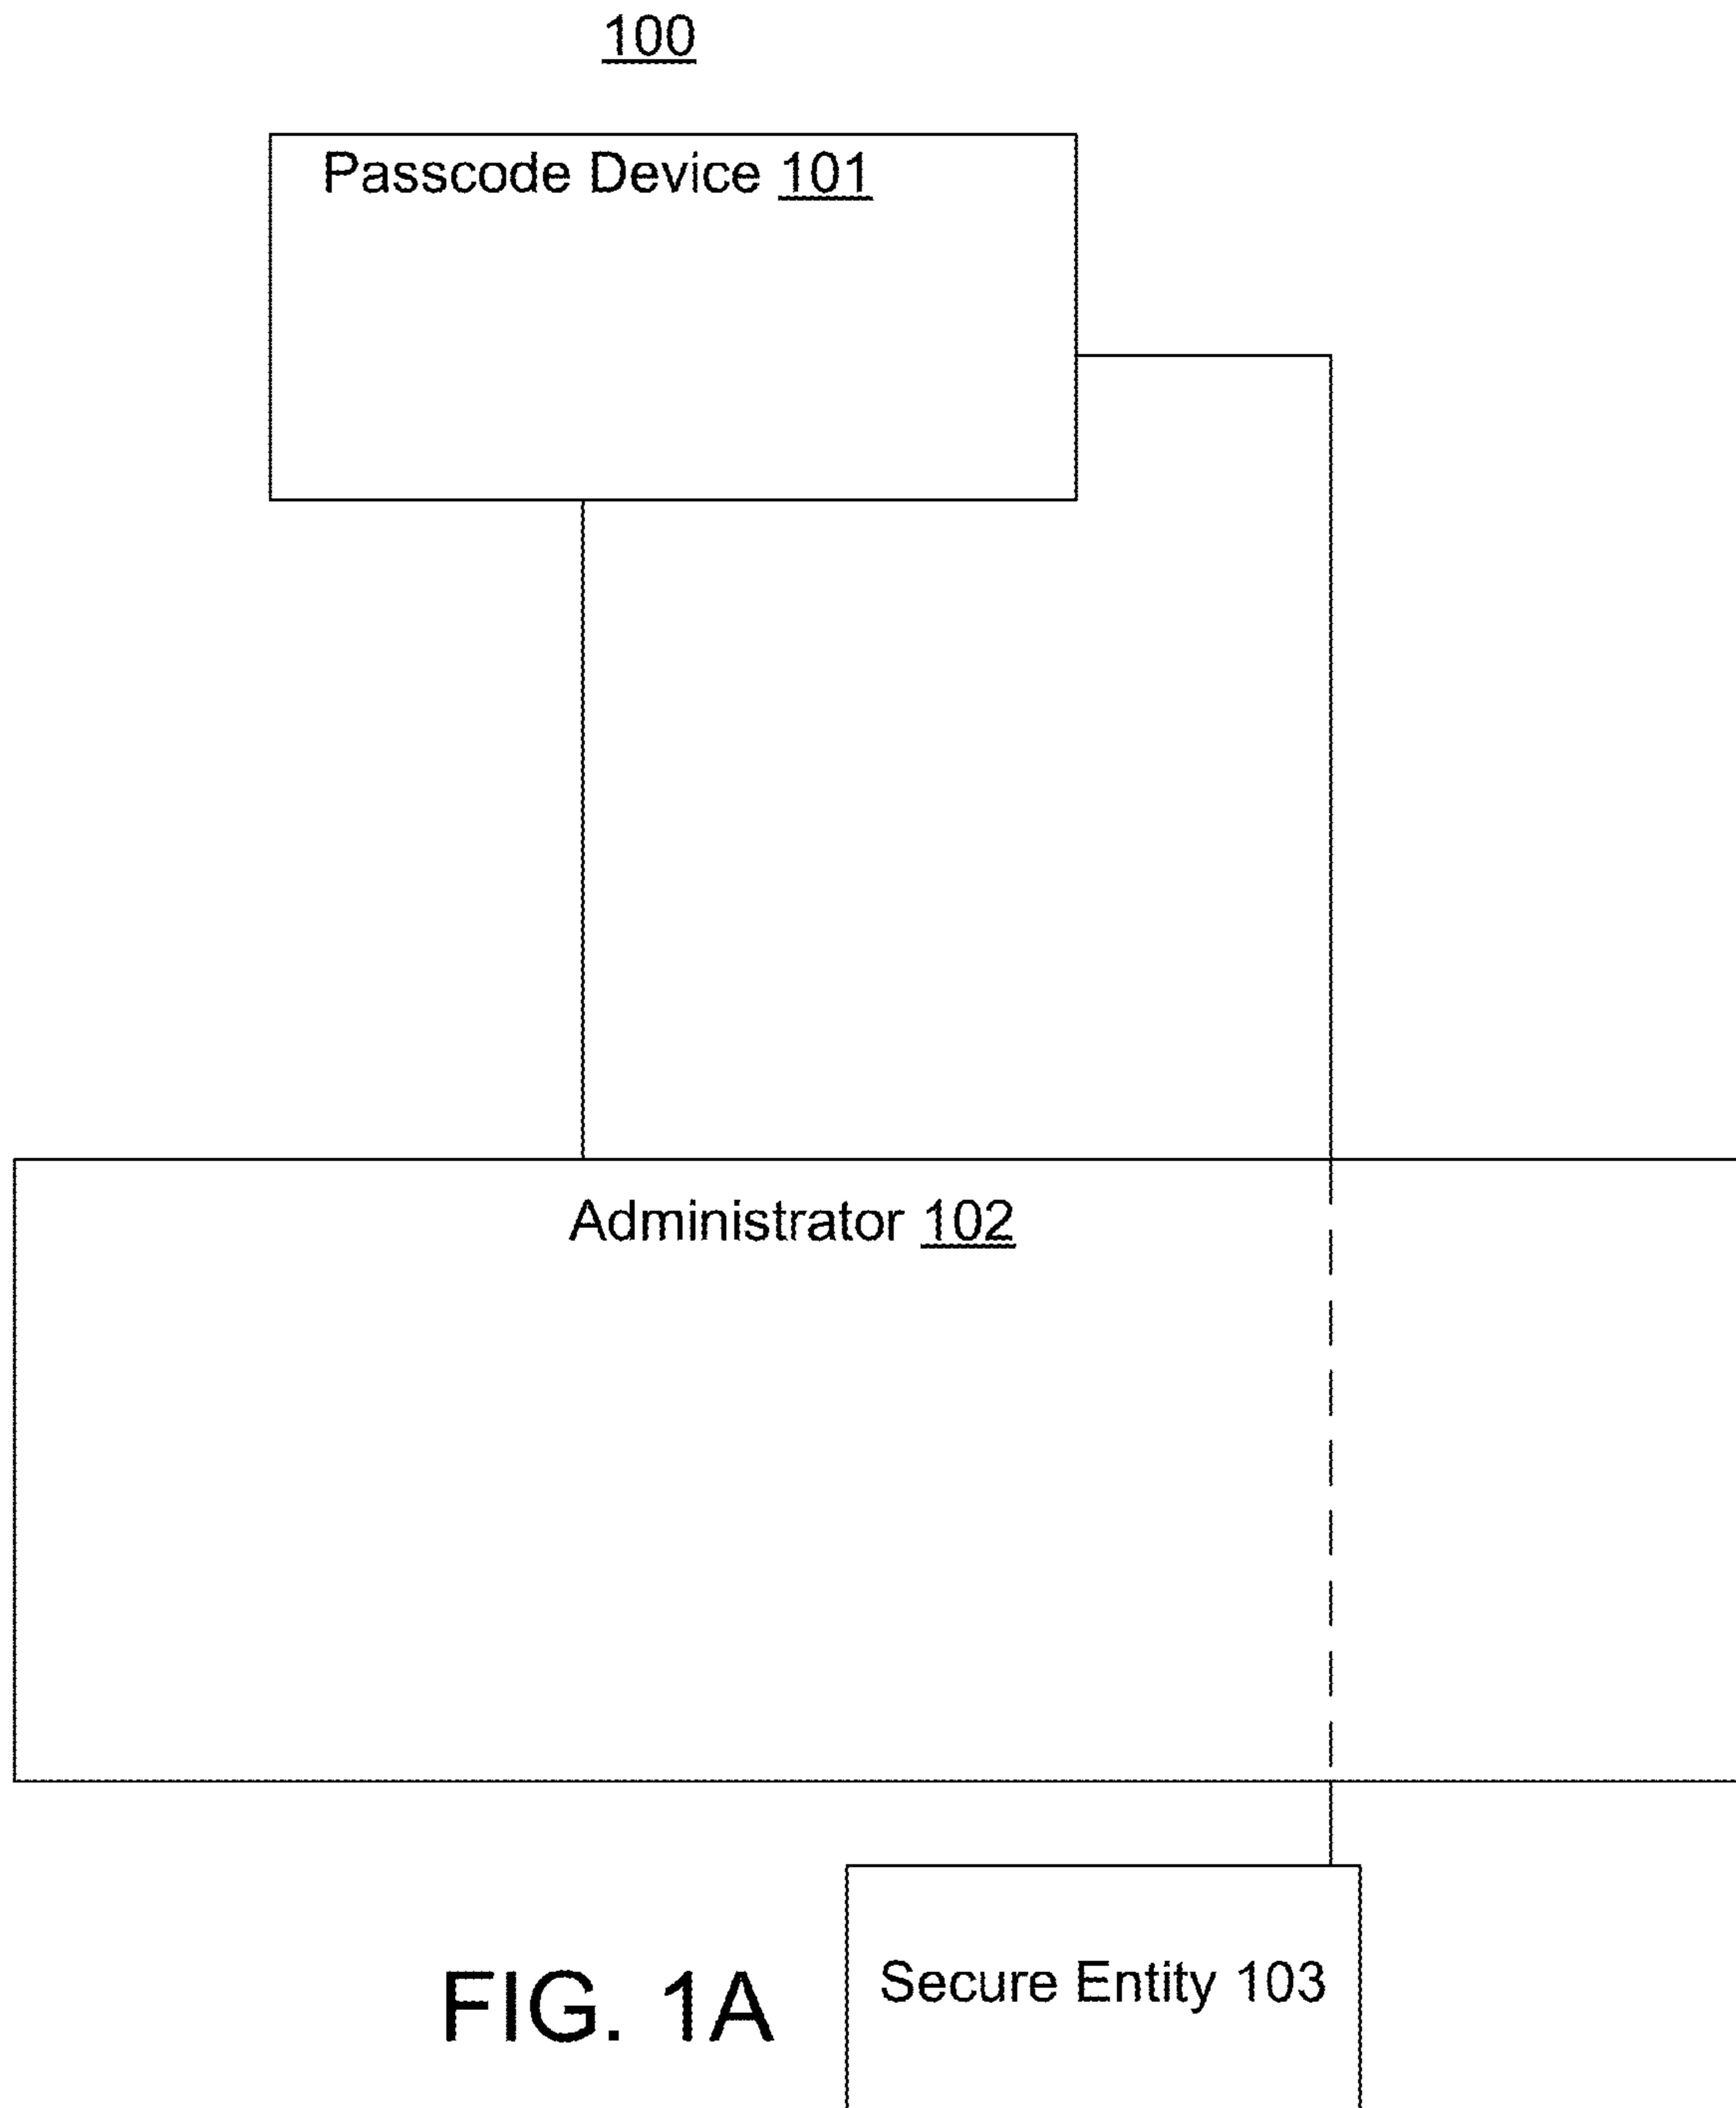 100
Passcode Device 101
Administrator 102
Secure Entity 103
FIG. 1A